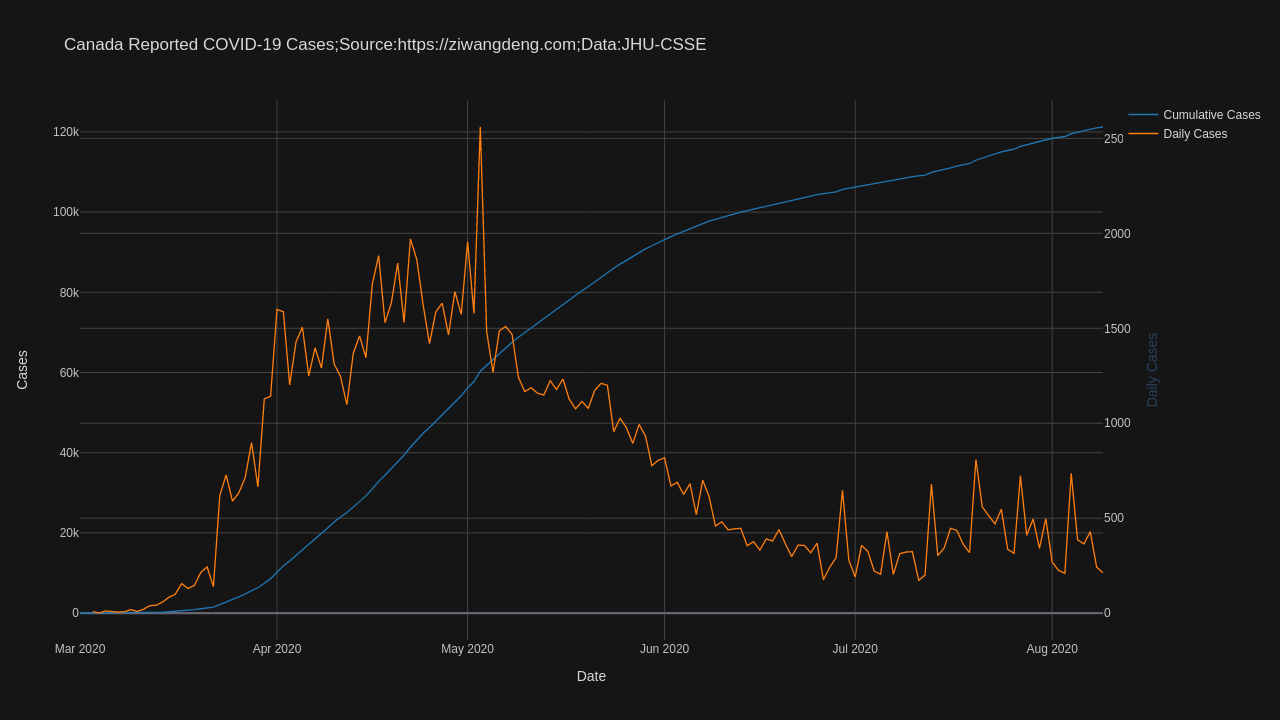 Canada Reported COVID-19 Cases;Source:https://ziwangdeng.com;Data:JHU-CSSE
Cumulative Cases
Daily Cases
120k
100k
80k
60k
40k
20k
0
Cases
250
2000
1500
1000
500
0
Daily Cases
Mar 2020
Apr 2020
May 2020
Jun 2020
Jul 2020
Aug 2020
Date